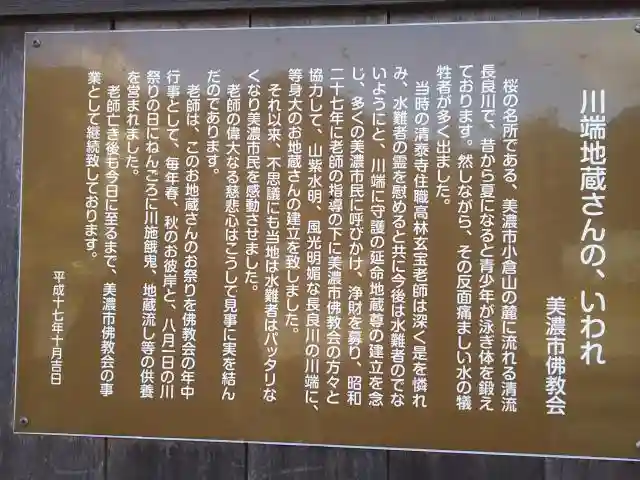 川端地蔵さんの、いわれ
美濃市佛教会
桜の名所である、美濃市小倉山の麓に流れる清流
長良川で、昔から夏になると青少年が泳ぎ体を鍛え
ております。然しながら、その反面痛ましい水の犠
牲者が多く出ました。
当時の清泰寺住職高林玄宝老師は深く是を憐れ
み、水難者の霊を慰めると共に今後は水難者のでな
いようにと、川端に守護の延命地蔵尊の建立を念
じ、多くの美濃市民に呼びかけ、浄財を募り、昭和
二十七年に老師の指導の下に美濃市佛教会の方々と
協力して、山紫水明、風光明媚な長良川の川端に、
等身大のお地蔵さんの建立を致しました。
それ以来、不思議にも当地は水難者はパッタリな
くなり美濃市民を感動させました。
老師の偉大なる慈悲心はこうして見事に実を結ん
だのであります。
老師は、このお地蔵さんのお祭りを佛教会の年中
行事として、毎年春、秋のお彼岸と、八月一日の川
祭りの日にねんごろに川施餓鬼、地蔵流し等の供養
を営まれました。
老師亡き後も今日に至るまで、美濃市佛教会の事
業として継続致しております。
平成十七年十月吉日